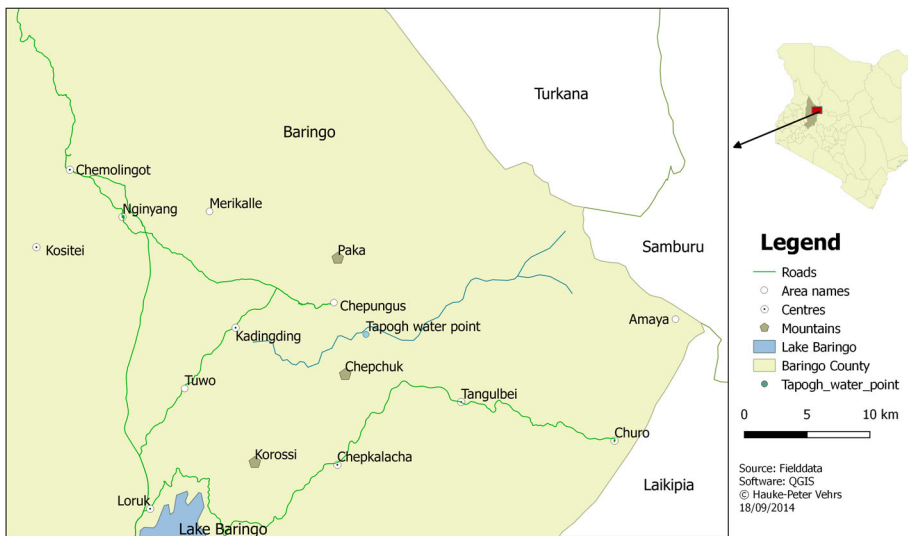 Turkana
Baringo
Chemolingot
Merikalle
Nginyang
Kositei
Paka
Samburu
Chepungus
Amaya
Tapogh water point
Kadingding
Chepchuk
Tuwo
Tangulbei
Churo
Korossi
Chepkalacha
Laikipia
Loruk
Lake Baringo
Legend
Roads
Area names
Centres
Mountains
Lake Baringo
Baringo County
Tapogh_water_point
0 5 10 km
Source: Fielddata
Software: QGIS
© Hauke-Peter Vehrs
18/09/2014